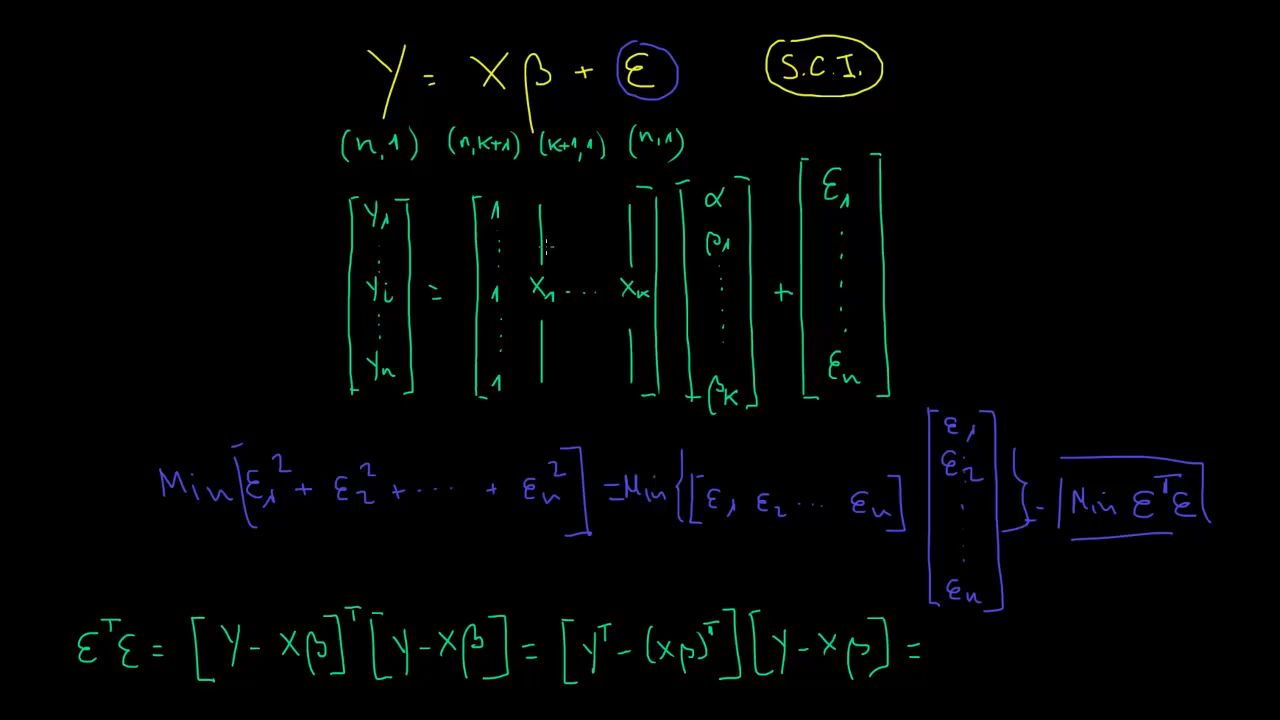 Y = Xβ + ε S.C.I.
(n,1) (n,k+1) (k+1,1) (n,1)
[y₁ ⋮ yᵢ ⋮ yₙ] = [1 ⋮ 1 ⋮ 1 | X₁ ... Xₖ |] [α β₁ ⋮ βₖ] + [ε₁ ⋮ εₙ]
Min[ε₁² + ε₂² + ... + εₙ²] = Min{[ε₁ ε₂ ... εₙ] [ε₁ ε₂ ⋮ εₙ]} = Min εᵀε
εᵀε = [Y - Xβ]ᵀ[Y - Xβ] = [Yᵀ - (Xβ)ᵀ][Y - Xβ] =